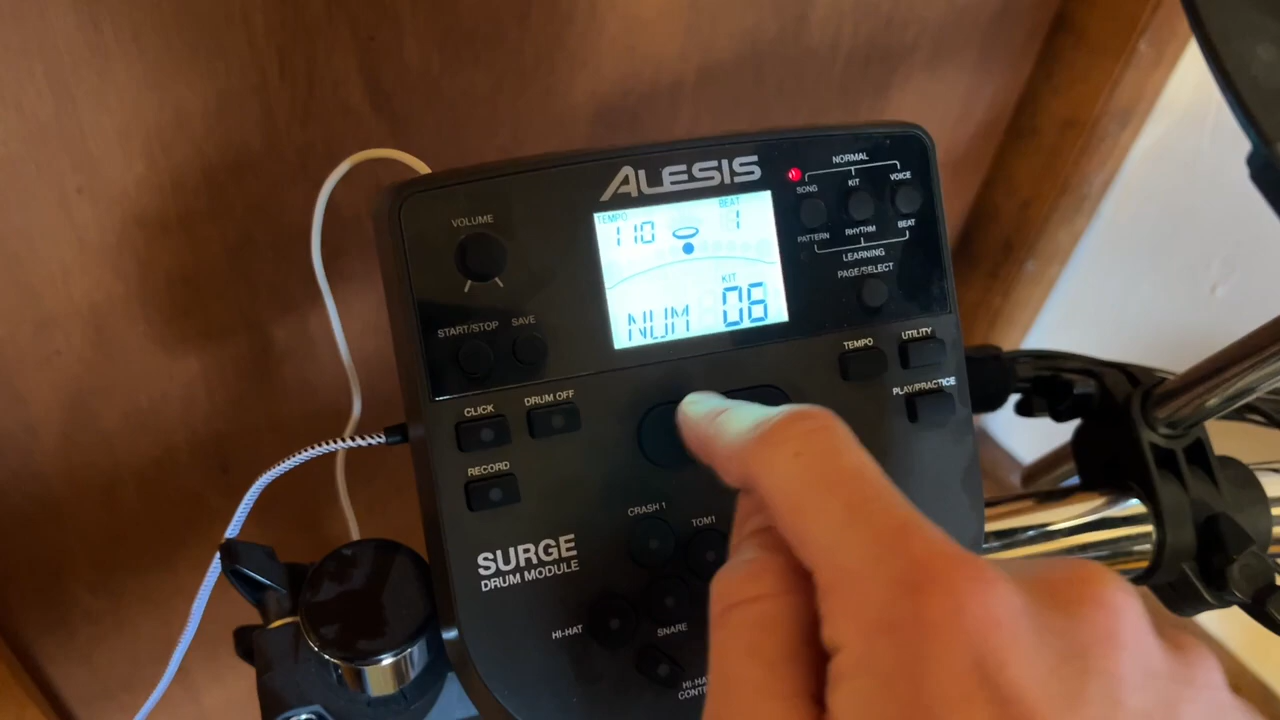 ALESIS
VOLUME
START/STOP
SAVE
CLICK
DRUM OFF
RECORD
TEMPO
110
BEAT
1
KIT
NUM
06
NORMAL
SONG
KIT
VOICE
PATTERN
RHYTHM
BEAT
LEARNING
PAGE/SELECT
TEMPO
UTILITY
PLAY/PRACTICE
SURGE
DRUM MODULE
CRASH 1
TOM1
HI-HAT
SNARE
HI-HAT